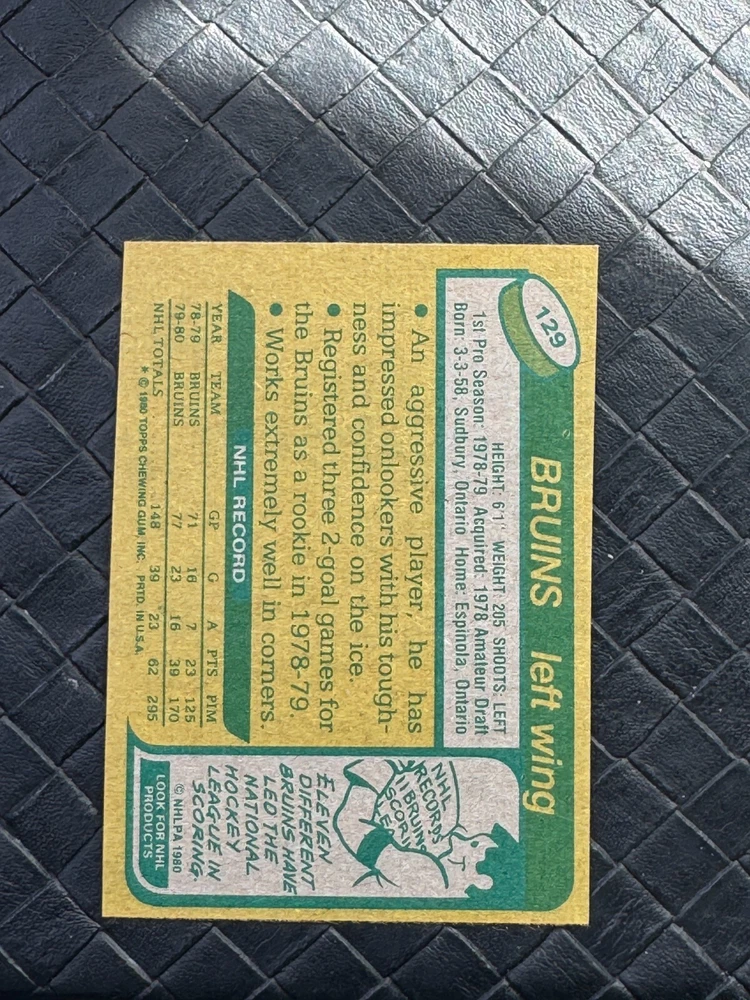 129
BRUINS left wing
HEIGHT: 6'1" WEIGHT: 205 SHOOTS: LEFT
1st Pro Season: 1978-79 Acquired: 1978 Amateur Draft
Born: 3-3-58, Sudbury, Ontario Home: Espinola, Ontario
• An aggressive player, he has
impressed onlookers with his tough-
ness and confidence on the ice.
• Registered three 2-goal games for
the Bruins as a rookie in 1978-79.
• Works extremely well in corners.
NHL RECORD
YEAR TEAM GP G A PTS PIM
78-79 BRUINS 71 16 7 23 125
79-80 BRUINS 77 23 16 39 170
NHL TOTALS 148 39 23 62 295
* © 1980 TOPPS CHEWING GUM, INC. PRTD. IN U.S.A.
NHL
RECORDS
11 BRUINS
ELEVEN
DIFFERENT
BRUINS HAVE
LED THE
NATIONAL
HOCKEY
LEAGUE IN
SCORING.
© NHLPA 1980
LOOK FOR NHL
PRODUCTS